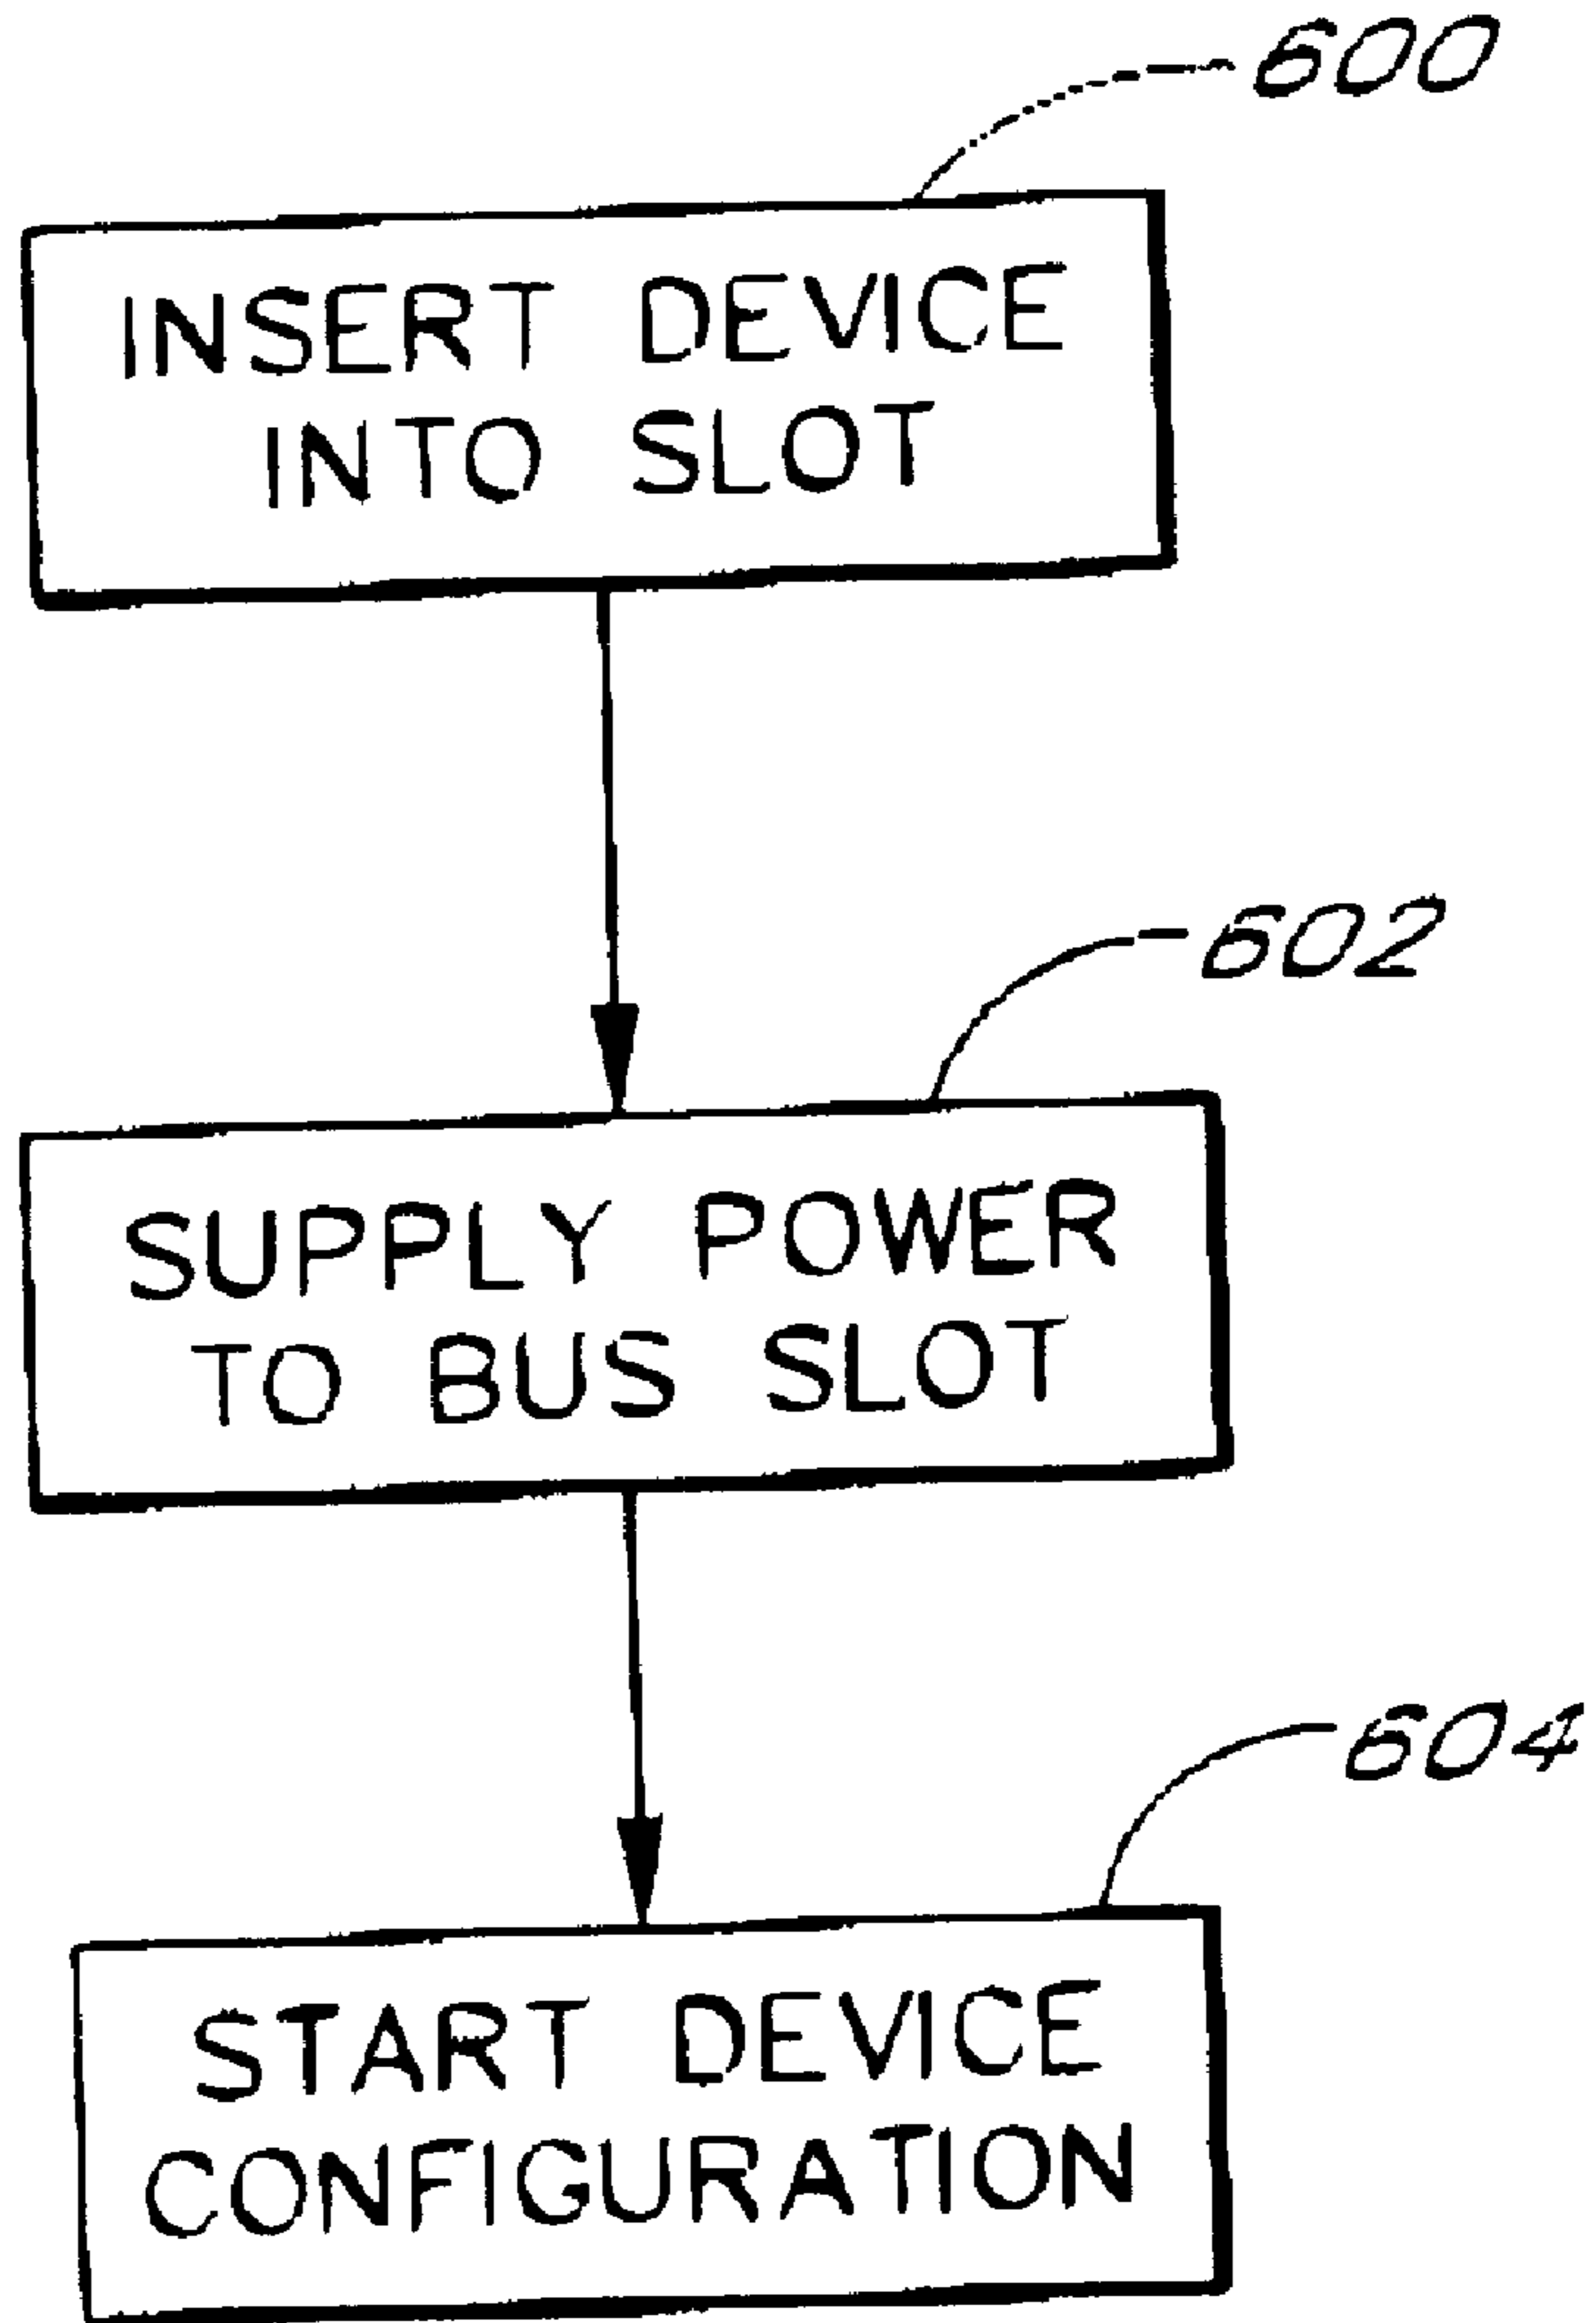 600
INSERT DEVICE
INTO SLOT
602
SUPPLY POWER
TO BUS SLOT
604
START DEVICE
CONFIGURATION